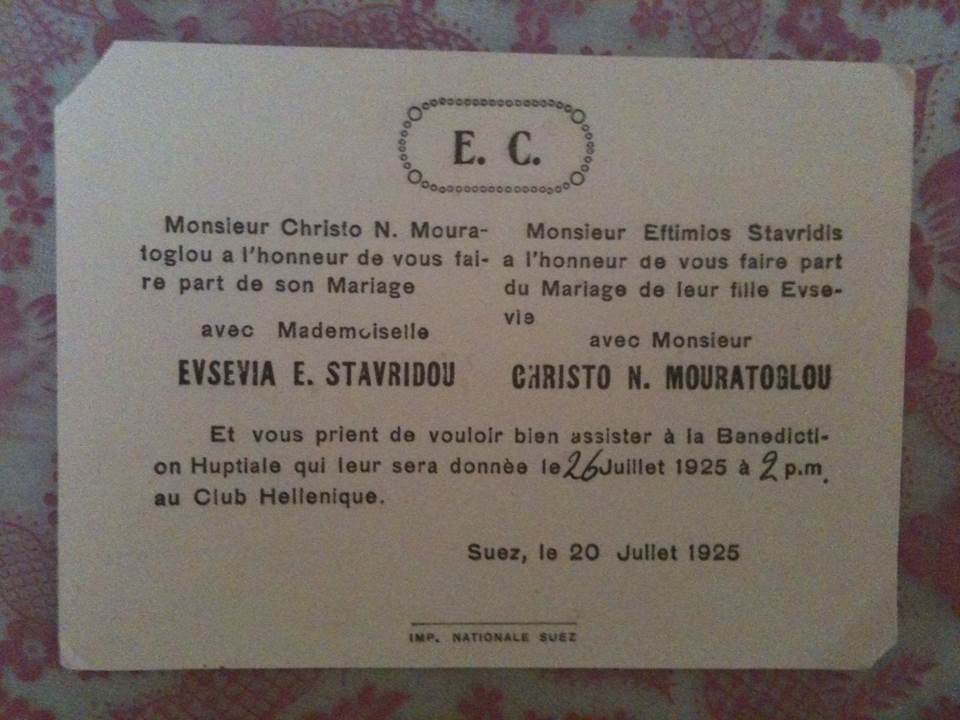 E. C.
Monsieur Christo N. Moura-
toglou a l'honneur de vous fai-
re part de son Mariage
avec Mademoiselle
EVSEVIA E. STAVRIDOU
Monsieur Eftimios Stavridis
a l'honneur de vous faire part
du Mariage de leur fille Evse-
vie
avec Monsieur
CHRISTO N. MOURATOGLOU
Et vous prient de vouloir bien assister à la Benedicti-
on Huptiale qui leur sera donnèe le 26 Juillet 1925 à 2 p.m.
au Club Hellenique.
Suez, le 20 Jullet 1925
IMP. NATIONALE SUEZ